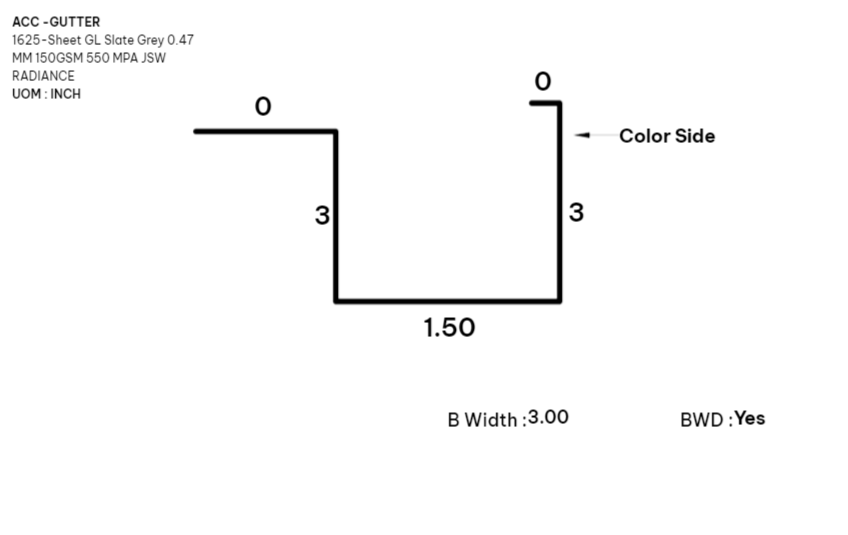 ACC -GUTTER
1625-Sheet GL Slate Grey 0.47
MM 150GSM 550 MPA JSW
RADIANCE
UOM : INCH
0
0
Color Side
3
3
1.50
B Width :3.00
BWD :Yes